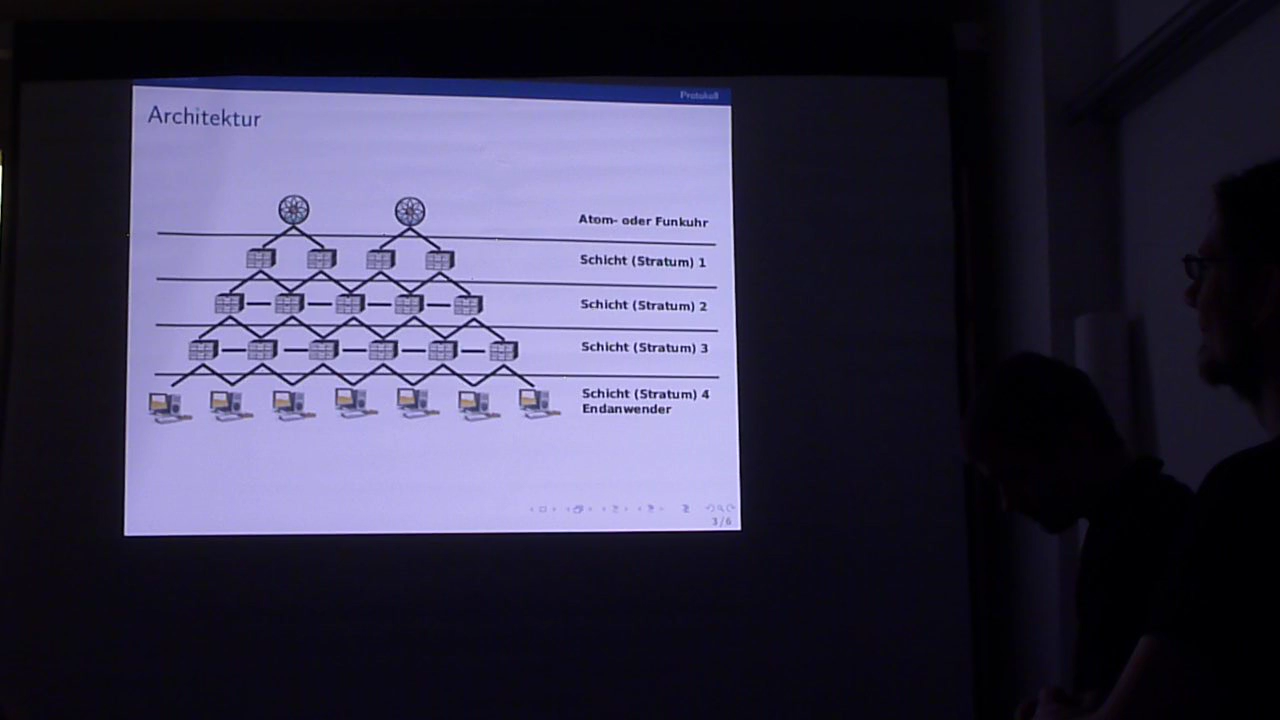 Protokoll
Architektur
Atom- oder Funkuhr
Schicht (Stratum) 1
Schicht (Stratum) 2
Schicht (Stratum) 3
Schicht (Stratum) 4
Endanwender
3/6